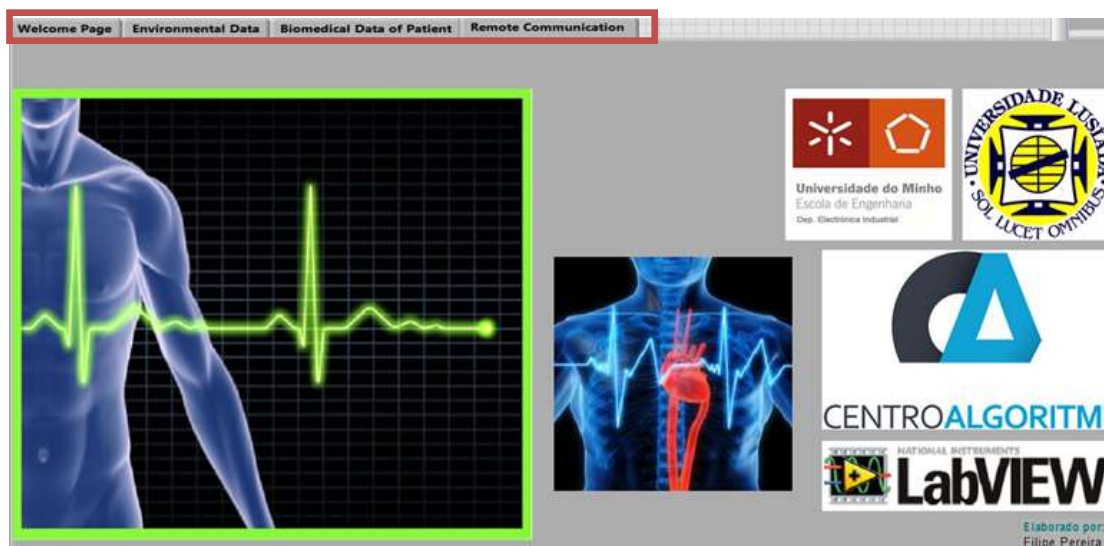 Welcome Page Environmental Data Biomedical Data of Patient Remote Communication
Universidade do Minho
Escola de Engenharia
Dep. Electrónica Industrial
UNIVERSIDADE LUSÍADA
· SOL LUCET OMNIBUS ·
CENTROALGORITM
NATIONAL INSTRUMENTS
LabVIEW
Elaborado por:
Filipe Pereira